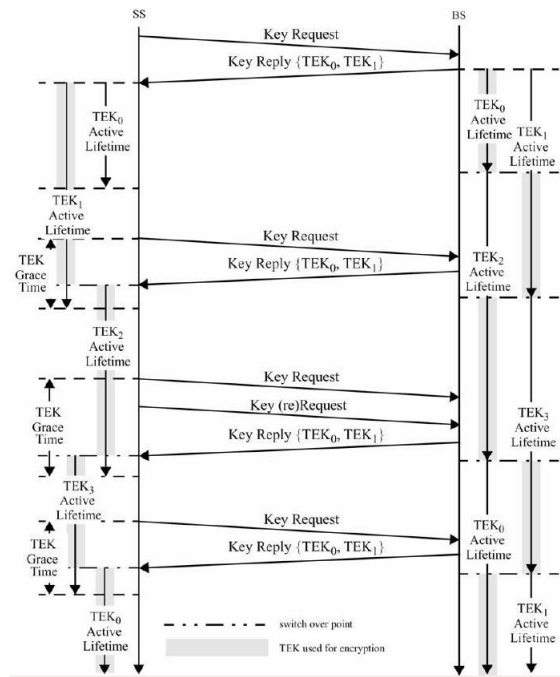 SS
BS
Key Request
Key Reply {TEK0, TEK1}
TEK0
Active
Lifetime
TEK0
Active
Lifetime
TEK1
Active
Lifetime
TEK1
Active
Lifetime
Key Request
TEK
Grace
Time
Key Reply {TEK0, TEK1}
TEK2
Active
Lifetime
TEK2
Active
Lifetime
Key Request
TEK
Grace
Time
Key (re)Request
TEK3
Active
Lifetime
Key Reply {TEK0, TEK1}
TEK3
Active
Lifetime
Key Request
TEK
Grace
Time
Key Reply {TEK0, TEK1}
TEK0
Active
Lifetime
TEK0
Active
Lifetime
TEK1
Active
Lifetime
switch over point
TEK used for encryption